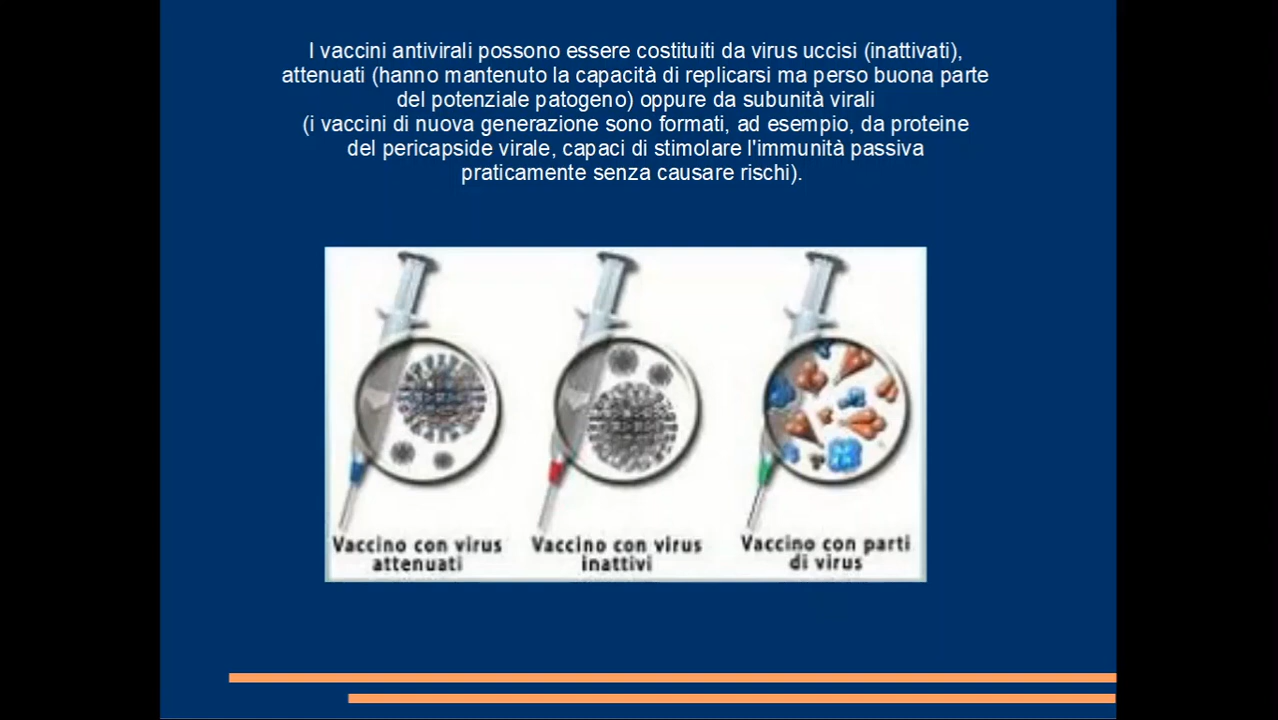 I vaccini antivirali possono essere costituiti da virus uccisi (inattivati),
attenuati (hanno mantenuto la capacità di replicarsi ma perso buona parte
del potenziale patogeno) oppure da subunità virali
(i vaccini di nuova generazione sono formati, ad esempio, da proteine
del pericapside virale, capaci di stimolare l'immunità passiva
praticamente senza causare rischi).
Vaccino con virus
attenuati
Vaccino con virus
inattivi
Vaccino con parti
di virus